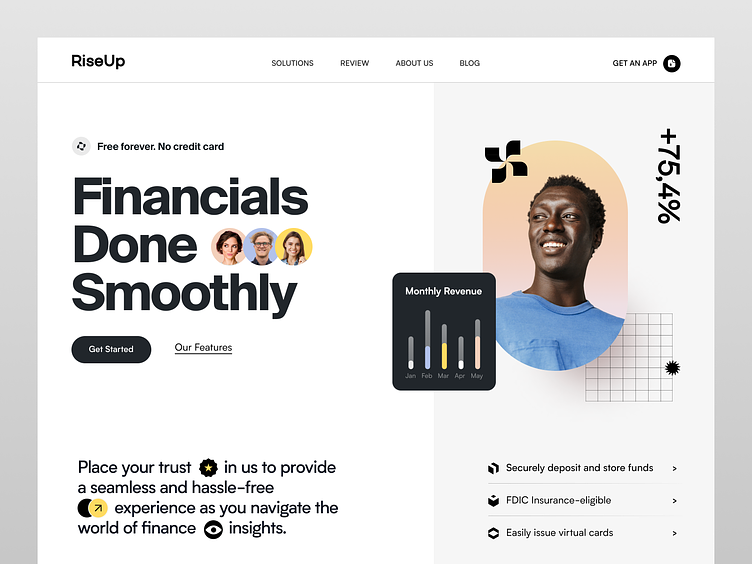 RiseUp
SOLUTIONS
REVIEW
ABOUT US
BLOG
GET AN APP
Free forever. No credit card
Financials
Done
Smoothly
Get Started
Our Features
+75,4%
Monthly Revenue
Jan Feb Mar Apr May
Place your trust in us to provide
a seamless and hassle-free
experience as you navigate the
world of finance insights.
Securely deposit and store funds >
FDIC Insurance-eligible >
Easily issue virtual cards >